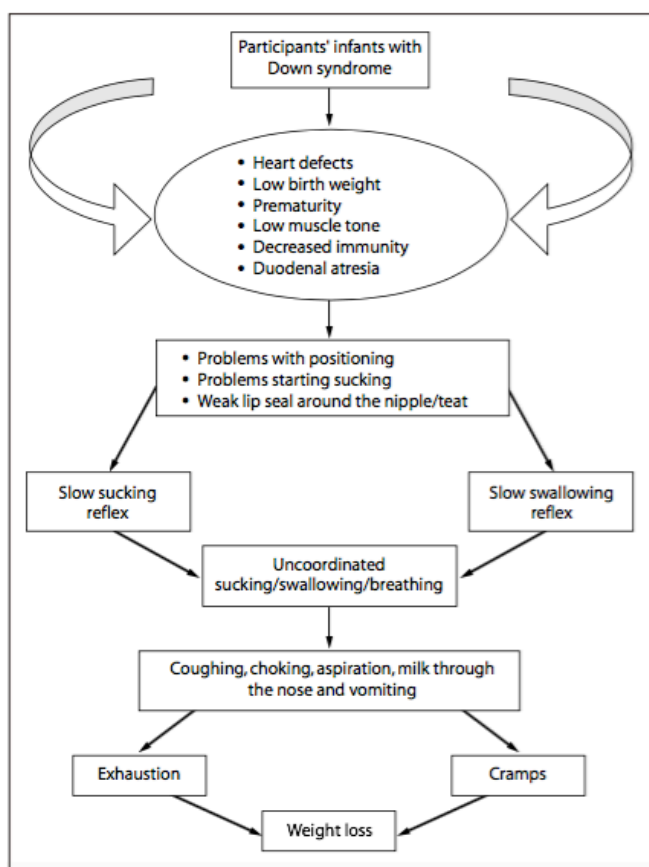 Participants' infants with
Down syndrome
• Heart defects
• Low birth weight
• Prematurity
• Low muscle tone
• Decreased immunity
• Duodenal atresia
• Problems with positioning
• Problems starting sucking
• Weak lip seal around the nipple/teat
Slow sucking
reflex
Slow swallowing
reflex
Uncoordinated
sucking/swallowing/breathing
Coughing, choking, aspiration, milk through
the nose and vomiting
Exhaustion
Cramps
Weight loss